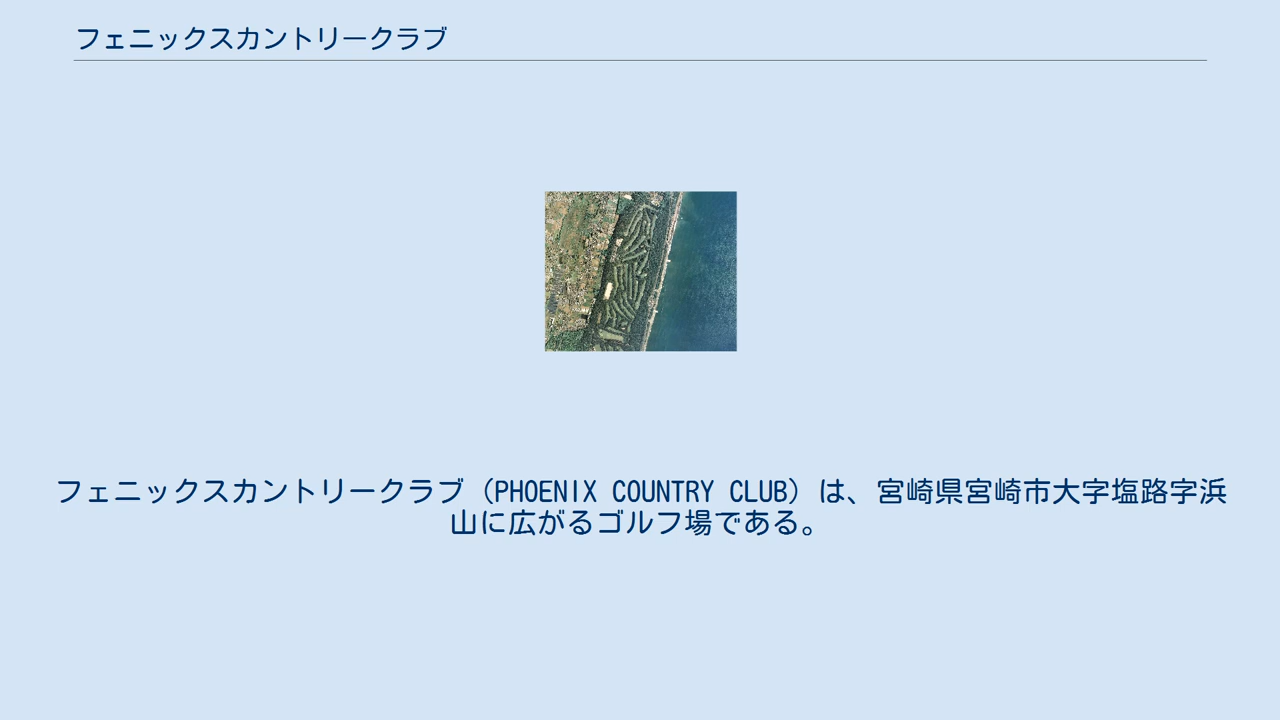 フェニックスカントリークラブ
フェニックスカントリークラブ（PHOENIX COUNTRY CLUB）は、宮崎県宮崎市大字塩路字浜
山に広がるゴルフ場である。